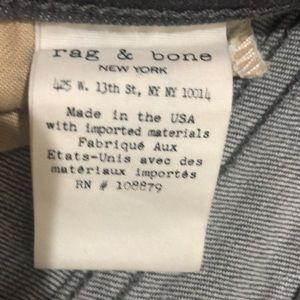 rag & bone
NEW YORK
425 W. 13th St, NY NY 10014
Made in the USA
with imported materials
Fabriqué Aux
Etats-Unis avec des
matériaux importés
RN # 108879